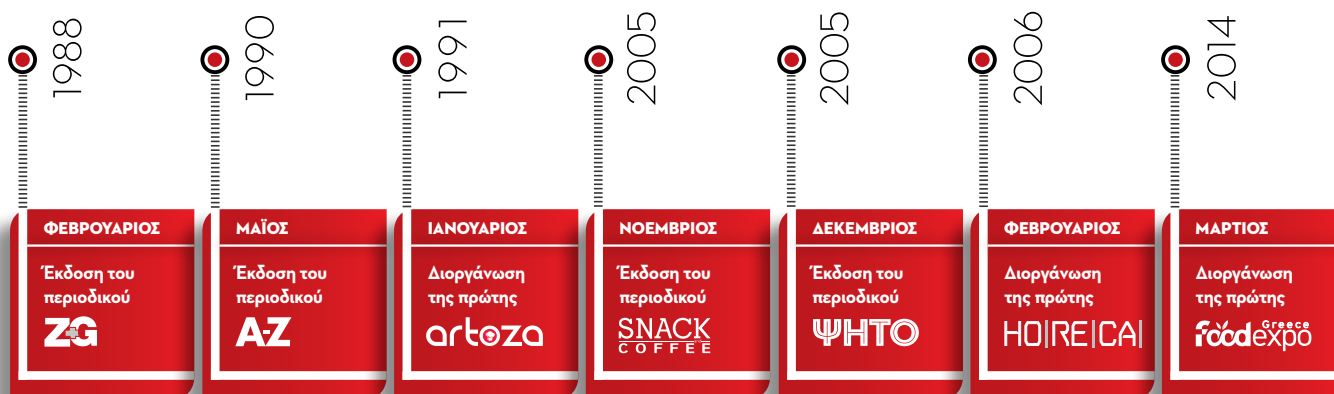 1988
ΦΕΒΡΟΥΑΡΙΟΣ
Έκδοση του
περιοδικού
Z+G
1990
ΜΑΪΟΣ
Έκδοση του
περιοδικού
A-Z
1991
ΙΑΝΟΥΑΡΙΟΣ
Διοργάνωση
της πρώτης
artoza
2005
ΝΟΕΜΒΡΙΟΣ
Έκδοση του
περιοδικού
SNACK
COFFEE
2005
ΔΕΚΕΜΒΡΙΟΣ
Έκδοση του
περιοδικού
ΨΗΤΟ
2006
ΦΕΒΡΟΥΑΡΙΟΣ
Διοργάνωση
της πρώτης
HO|RE|CA|
2014
ΜΑΡΤΙΟΣ
Διοργάνωση
της πρώτης
Greece
foodexpo